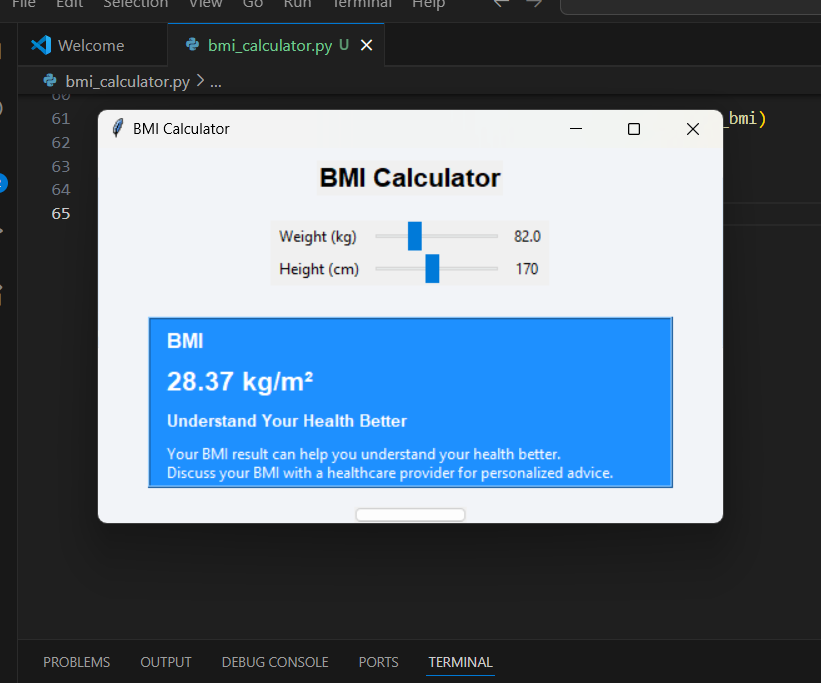 File Edit Selection View Go Run Terminal Help
Welcome bmi_calculator.py U
bmi_calculator.py > ...
60
61 _bmi)
62
63
64
65
BMI Calculator
BMI Calculator
Weight (kg) 82.0
Height (cm) 170
BMI
28.37 kg/m²
Understand Your Health Better
Your BMI result can help you understand your health better.
Discuss your BMI with a healthcare provider for personalized advice.
PROBLEMS OUTPUT DEBUG CONSOLE PORTS TERMINAL